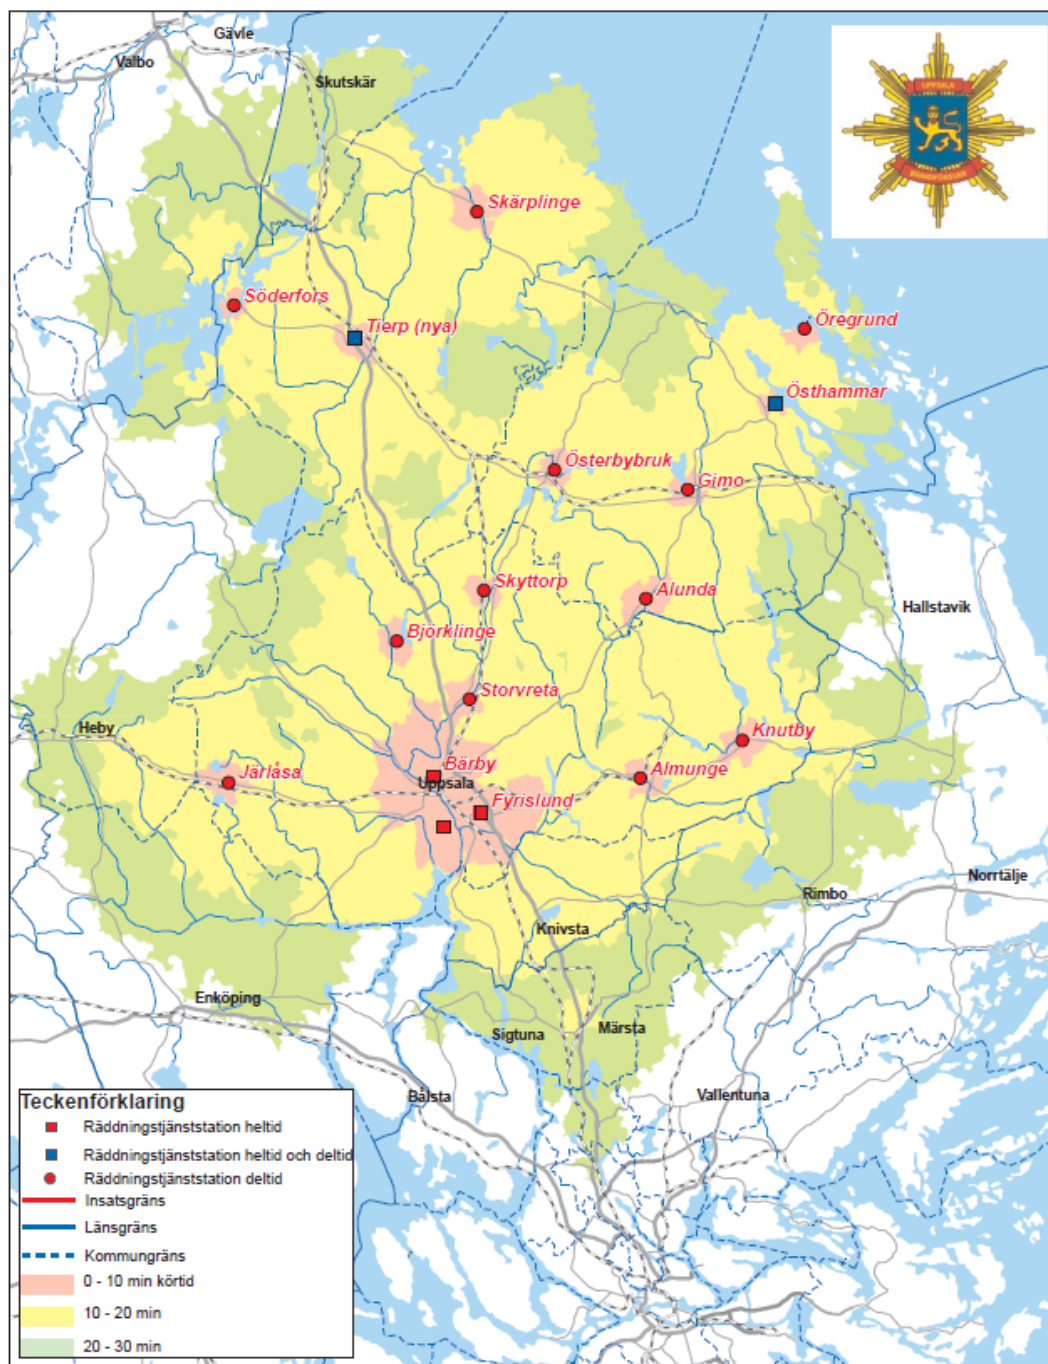 Gävle
Valbo
Skutskär
UPPSALA
BRANDFÖRSVAR
Skärplinge
Söderfors
Tierp (nya)
Öregrund
Östhammar
Österbybruk
Gimo
Skyttorp
Alunda
Hallstavik
Björklinge
Storvreta
Heby
Knutby
Bärby
Järlåsa
Uppsala
Almunge
Fyrislund
Norrtälje
Rimbo
Knivsta
Enköping
Sigtuna
Märsta
Bålsta
Vallentuna
Teckenförklaring
Räddningstjänststation heltid
Räddningstjänststation heltid och deltid
Räddningstjänststation deltid
Insatsgräns
Länsgräns
Kommungräns
0 - 10 min körtid
10 - 20 min
20 - 30 min